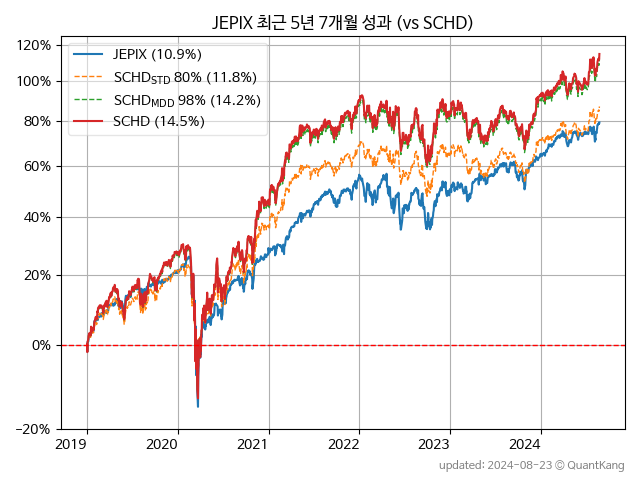 JEPIX 최근 5년 7개월 성과 (vs SCHD)
120%
100%
80%
60%
40%
20%
0%
−20%
JEPIX (10.9%)
SCHD_STD 80% (11.8%)
SCHD_MDD 98% (14.2%)
SCHD (14.5%)
2019 2020 2021 2022 2023 2024
updated: 2024-08-23 © QuantKang